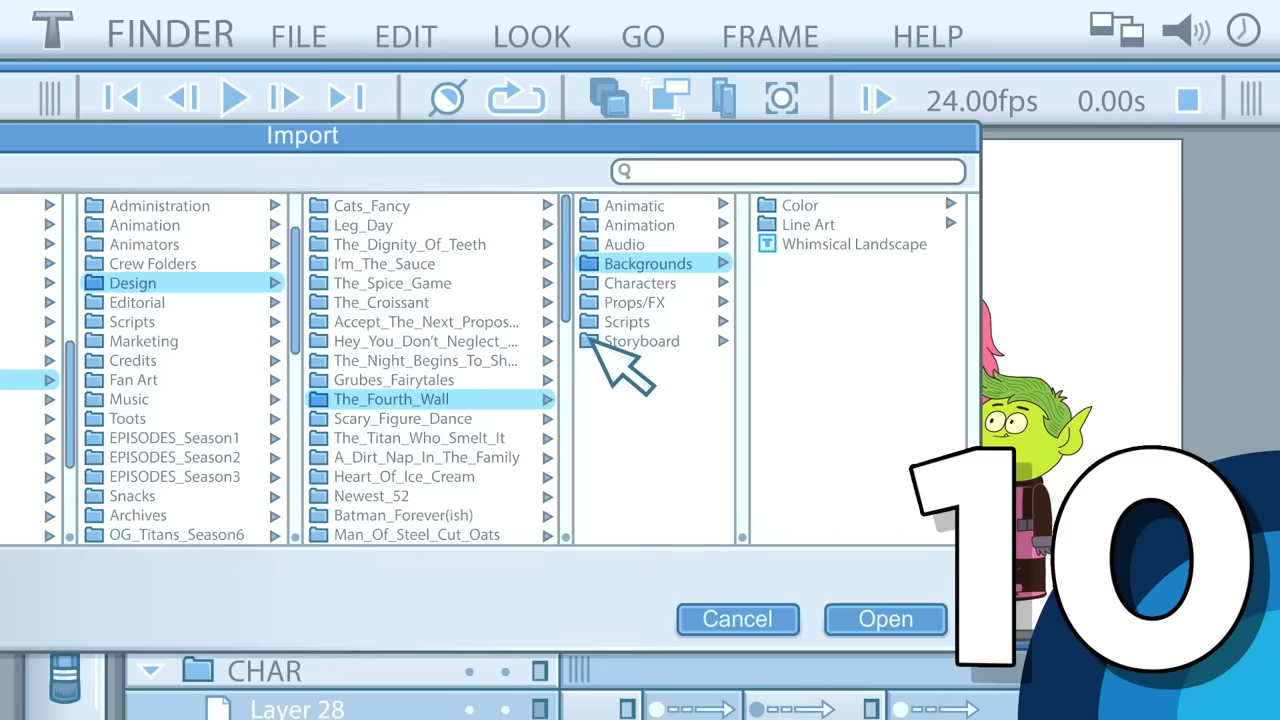 T FINDER FILE EDIT LOOK GO FRAME HELP
24.00fps 0.00s
Import
Administration
Animation
Animators
Crew Folders
Design
Editorial
Scripts
Marketing
Credits
Fan Art
Music
Toots
EPISODES_Season1
EPISODES_Season2
EPISODES_Season3
Snacks
Archives
OG_Titans_Season6
Cats_Fancy
Leg_Day
The_Dignity_Of_Teeth
I'm_The_Sauce
The_Spice_Game
The_Croissant
Accept_The_Next_Propos...
Hey_You_Don't_Neglect_...
The_Night_Begins_To_Sh...
Grubes_Fairytales
The_Fourth_Wall
Scary_Figure_Dance
The_Titan_Who_Smelt_It
A_Dirt_Nap_In_The_Family
Heart_Of_Ice_Cream
Newest_52
Batman_Forever(ish)
Man_Of_Steel_Cut_Oats
Animatic
Animation
Audio
Backgrounds
Characters
Props/FX
Scripts
Storyboard
Color
Line Art
T Whimsical Landscape
10
Cancel Open
CHAR
Layer 28